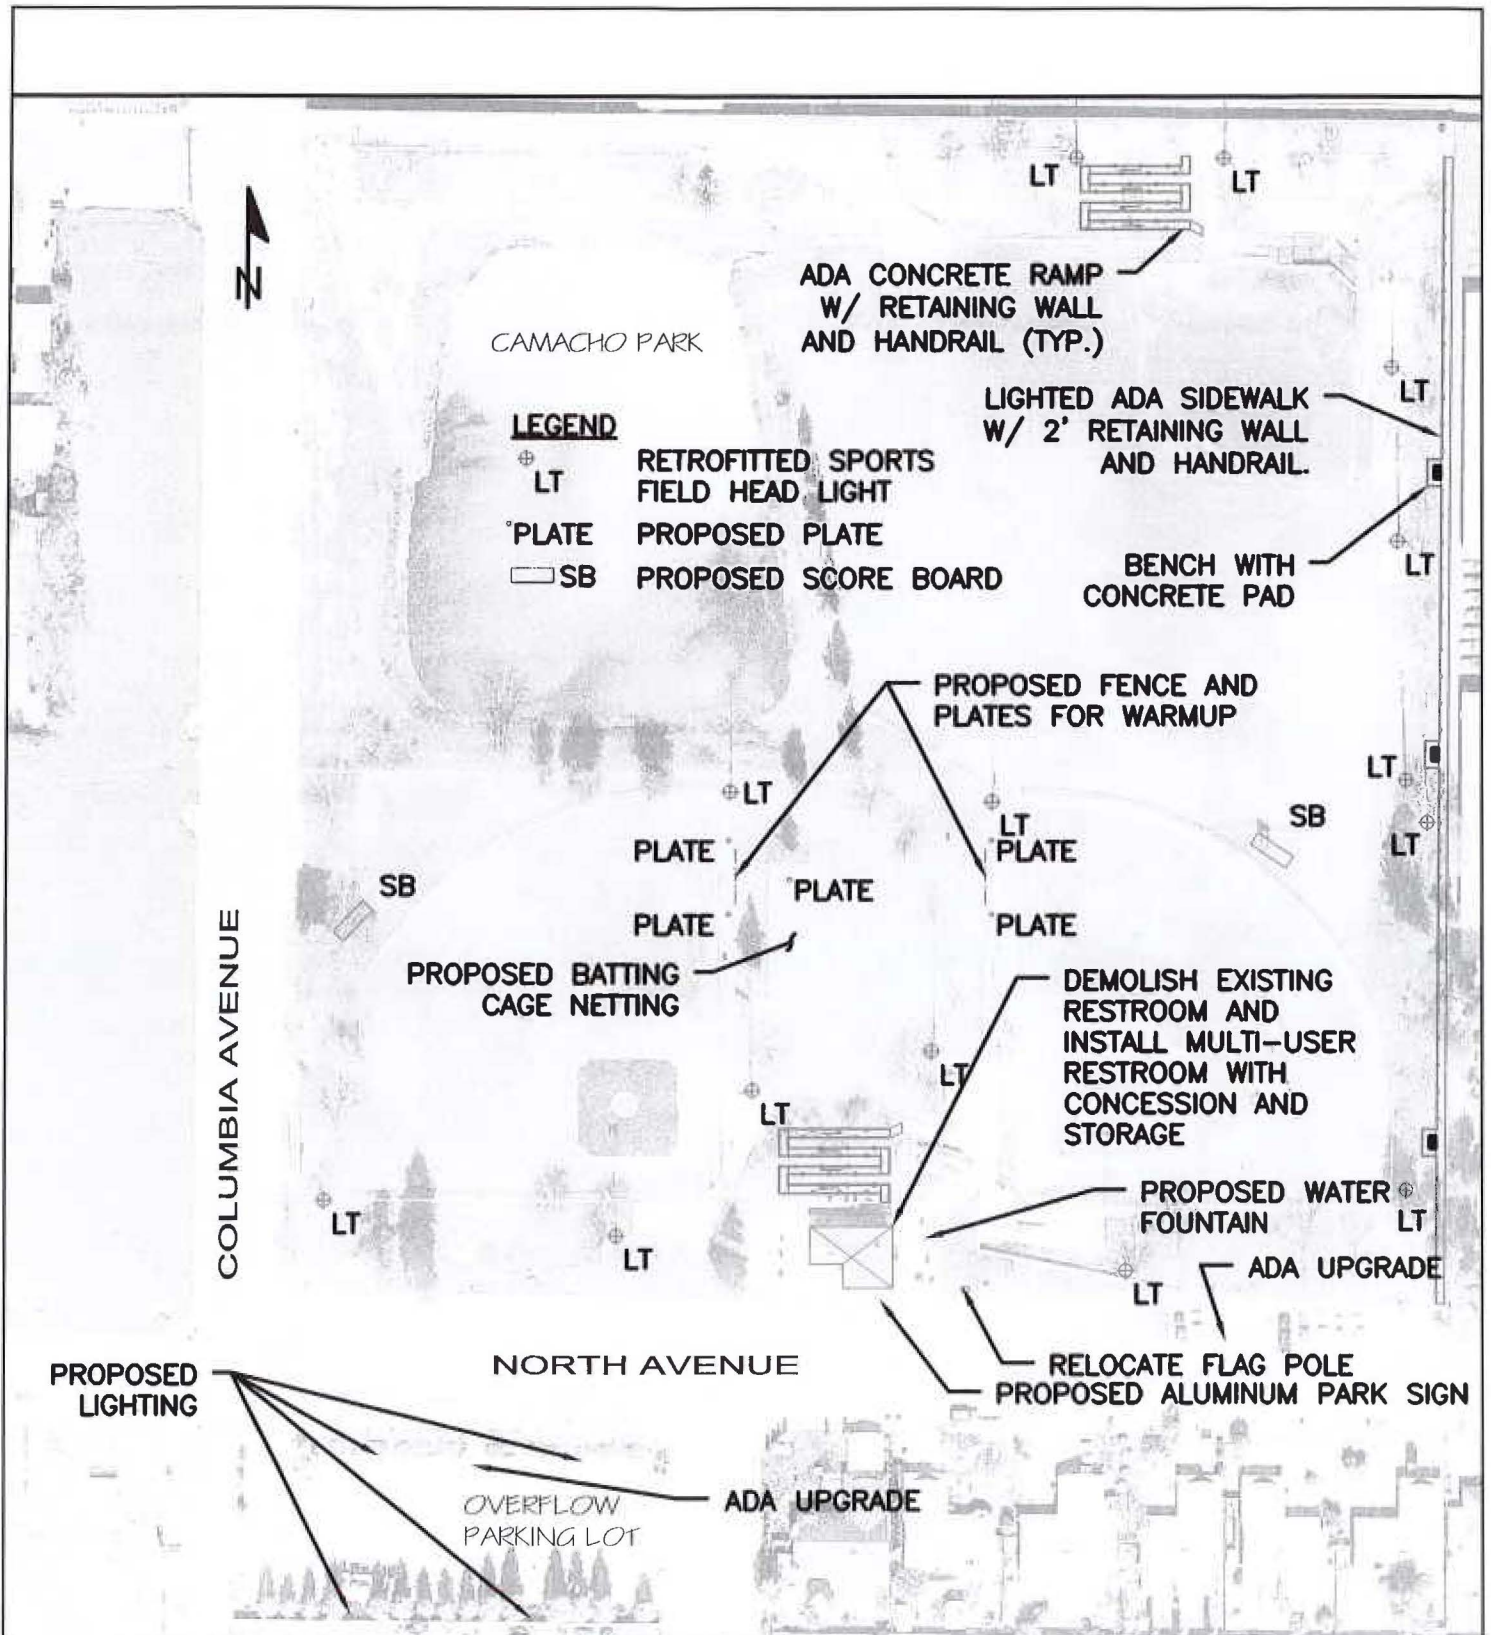 LT
LT
N
ADA CONCRETE RAMP
W/ RETAINING WALL
AND HANDRAIL (TYP.)
CAMACHO PARK
LT
LIGHTED ADA SIDEWALK
W/ 2' RETAINING WALL
AND HANDRAIL.
LEGEND
LT RETROFITTED SPORTS
FIELD HEAD LIGHT
PLATE PROPOSED PLATE
SB PROPOSED SCORE BOARD
LT
BENCH WITH
CONCRETE PAD
PROPOSED FENCE AND
PLATES FOR WARMUP
LT
LT
LT
SB
LT
PLATE
PLATE
SB
PLATE
PLATE
PLATE
PROPOSED BATTING
CAGE NETTING
COLUMBIA AVENUE
DEMOLISH EXISTING
RESTROOM AND
INSTALL MULTI-USER
RESTROOM WITH
CONCESSION AND
STORAGE
LT
LT
PROPOSED WATER
FOUNTAIN
LT
LT
LT
ADA UPGRADE
LT
RELOCATE FLAG POLE
PROPOSED ALUMINUM PARK SIGN
NORTH AVENUE
PROPOSED
LIGHTING
ADA UPGRADE
OVERFLOW
PARKING LOT